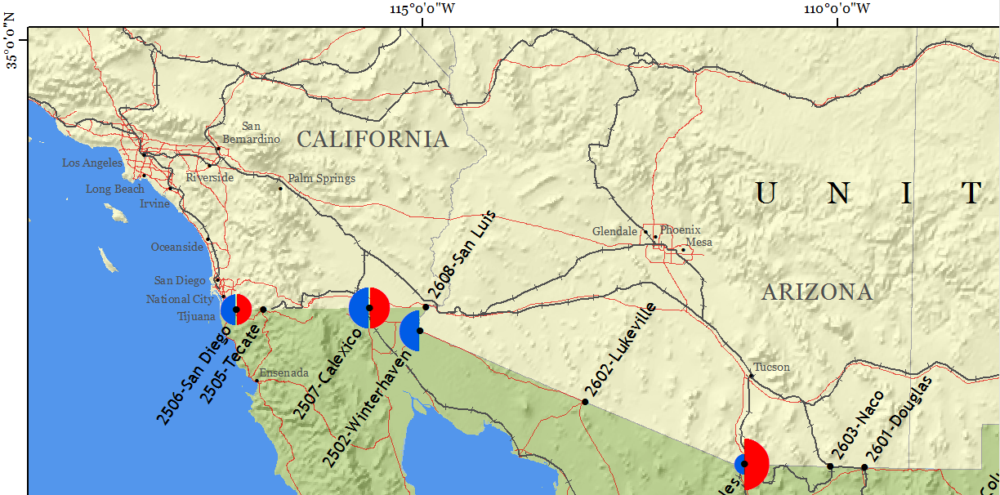 115°0'0"W
110°0'0"W
35°0'0"N
San
Bernardino
CALIFORNIA
Los Angeles
Riverside
Palm Springs
Long Beach
Irvine
U N I T
Glendale
Phoenix
Mesa
Oceanside
2608-San Luis
San Diego
National City
Tijuana
ARIZONA
2506-San Diego
2505-Tecate
2507-Calexico
2502-Winterhaven
2602-Lukeville
Ensenada
Tucson
2603-Naco
2601-Douglas
les
Colu